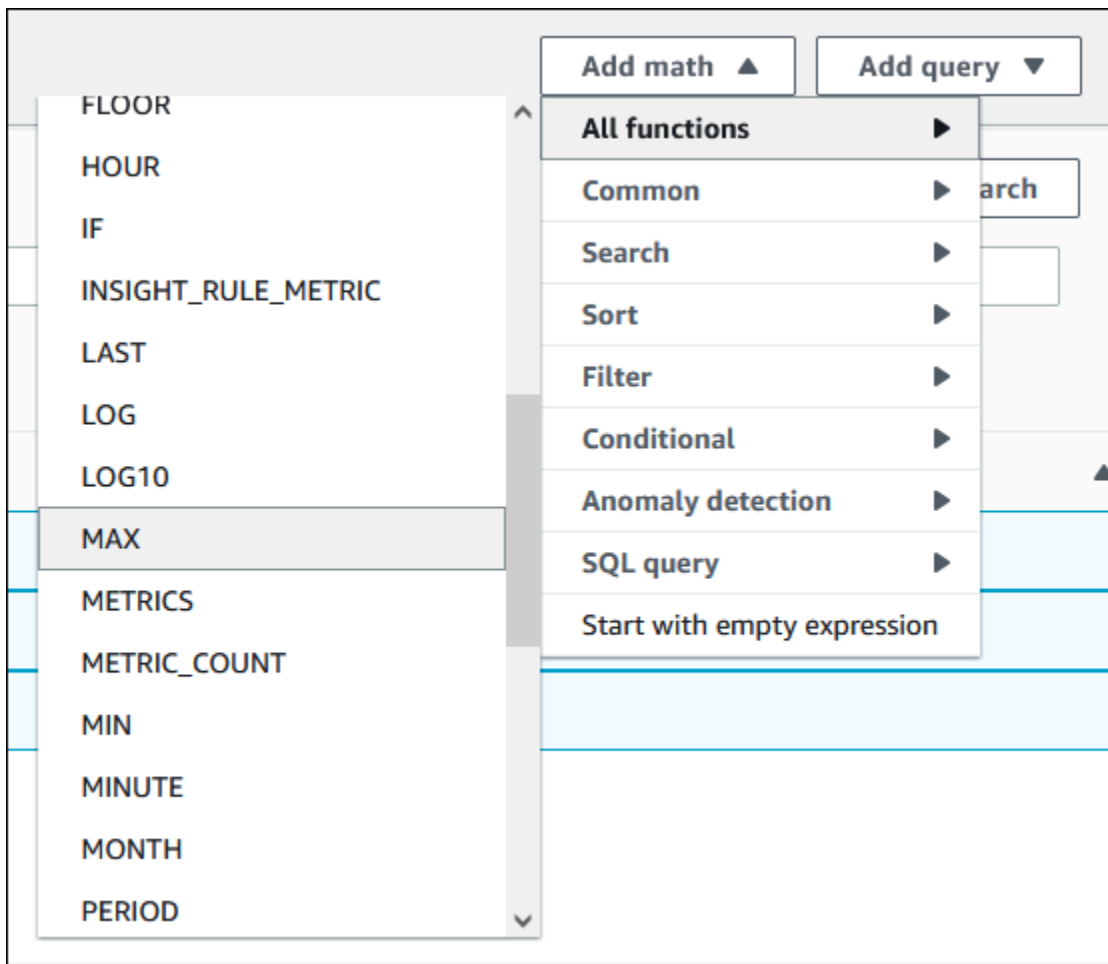 Add math ▲
Add query ▼
All functions
Common
Search
Sort
Filter
Conditional
Anomaly detection
SQL query
Start with empty expression
FLOOR
HOUR
IF
INSIGHT_RULE_METRIC
LAST
LOG
LOG10
MAX
METRICS
METRIC_COUNT
MIN
MINUTE
MONTH
PERIOD
arch